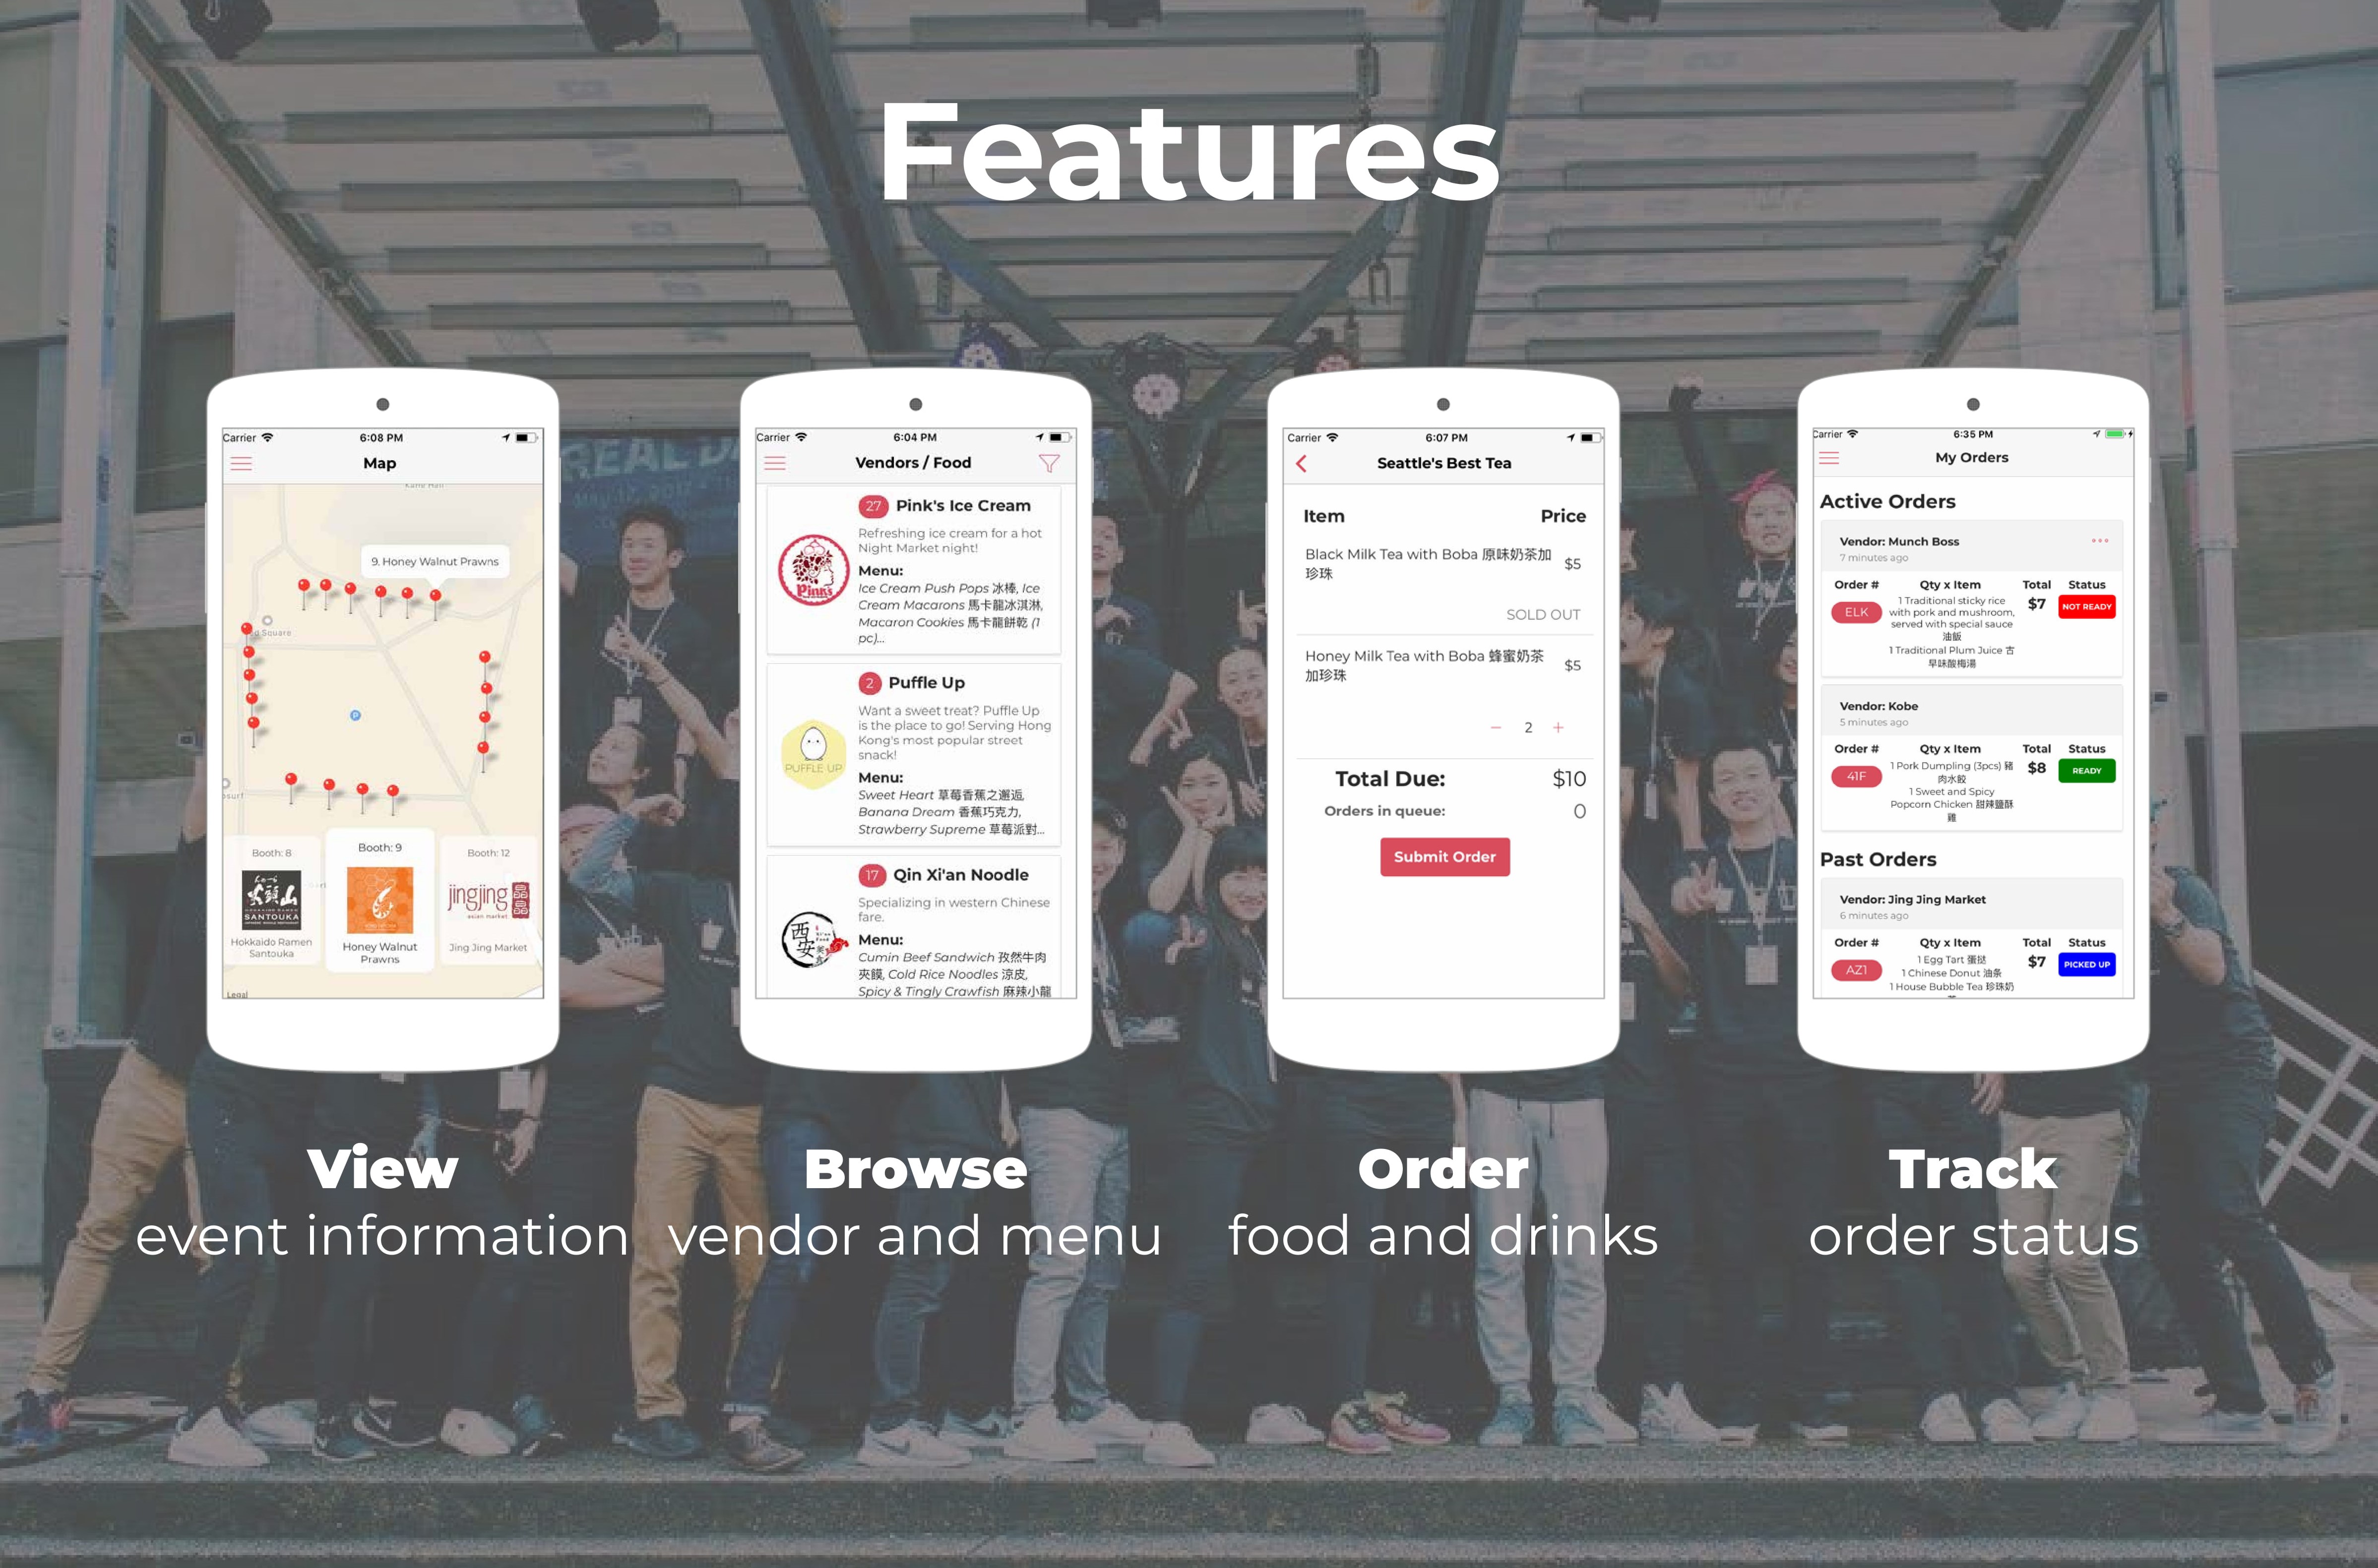 Features
Carrier
6:08 PM
Map
Kane Hall
9. Honey Walnut Prawns
d Square
P
osurf
Booth: 8
SANTOUKA
Hokkaido Ramen
Santouka
Booth: 9
Honey Walnut
Prawns
Booth: 12
jingjing
asian market
Jing Jing Market
Legal
View
event information
Carrier
6:04 PM
Vendors / Food
27 Pink's Ice Cream
Refreshing ice cream for a hot
Night Market night!
Pink's
Menu:
Ice Cream Push Pops 冰棒, Ice
Cream Macarons 馬卡龍冰淇淋,
Macaron Cookies 馬卡龍餅乾 (1
pc)...
2 Puffle Up
Want a sweet treat? Puffle Up
is the place to go! Serving Hong
Kong's most popular street
snack!
PUFFLE UP
Menu:
Sweet Heart 草莓香蕉之邂逅,
Banana Dream 香蕉巧克力,
Strawberry Supreme 草莓派對...
17 Qin Xi'an Noodle
Specializing in western Chinese
fare.
西安
Menu:
Cumin Beef Sandwich 孜然牛肉
夾饃, Cold Rice Noodles 涼皮,
Spicy & Tingly Crawfish 麻辣小龍
Browse
vendor and menu
Carrier
6:07 PM
Seattle's Best Tea
Item Price
Black Milk Tea with Boba 原味奶茶加
珍珠
$5
SOLD OUT
Honey Milk Tea with Boba 蜂蜜奶茶
加珍珠
$5
− 2 +
Total Due: $10
Orders in queue: 0
Submit Order
Order
food and drinks
Carrier
6:35 PM
My Orders
Active Orders
Vendor: Munch Boss
7 minutes ago
Order # Qty x Item Total Status
ELK
1 Traditional sticky rice
with pork and mushroom,
served with special sauce
油飯
1 Traditional Plum Juice 古
早味酸梅湯
$7
NOT READY
Vendor: Kobe
5 minutes ago
Order # Qty x Item Total Status
41F
1 Pork Dumpling (3pcs) 豬
肉水餃
1 Sweet and Spicy
Popcorn Chicken 甜辣鹽酥
雞
$8
READY
Past Orders
Vendor: Jing Jing Market
6 minutes ago
Order # Qty x Item Total Status
AZ1
1 Egg Tart 蛋撻
1 Chinese Donut 油条
1 House Bubble Tea 珍珠奶
$7
PICKED UP
Track
order status